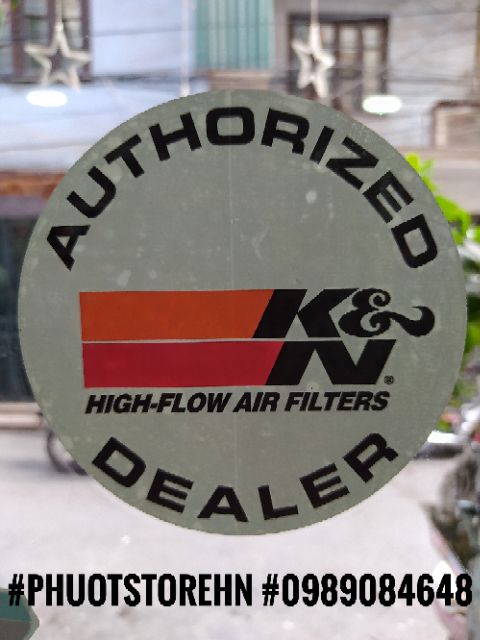 AUTHORIZED
K&N®
HIGH-FLOW AIR FILTERS
DEALER
#PHUOTSTOREHN #0989084648